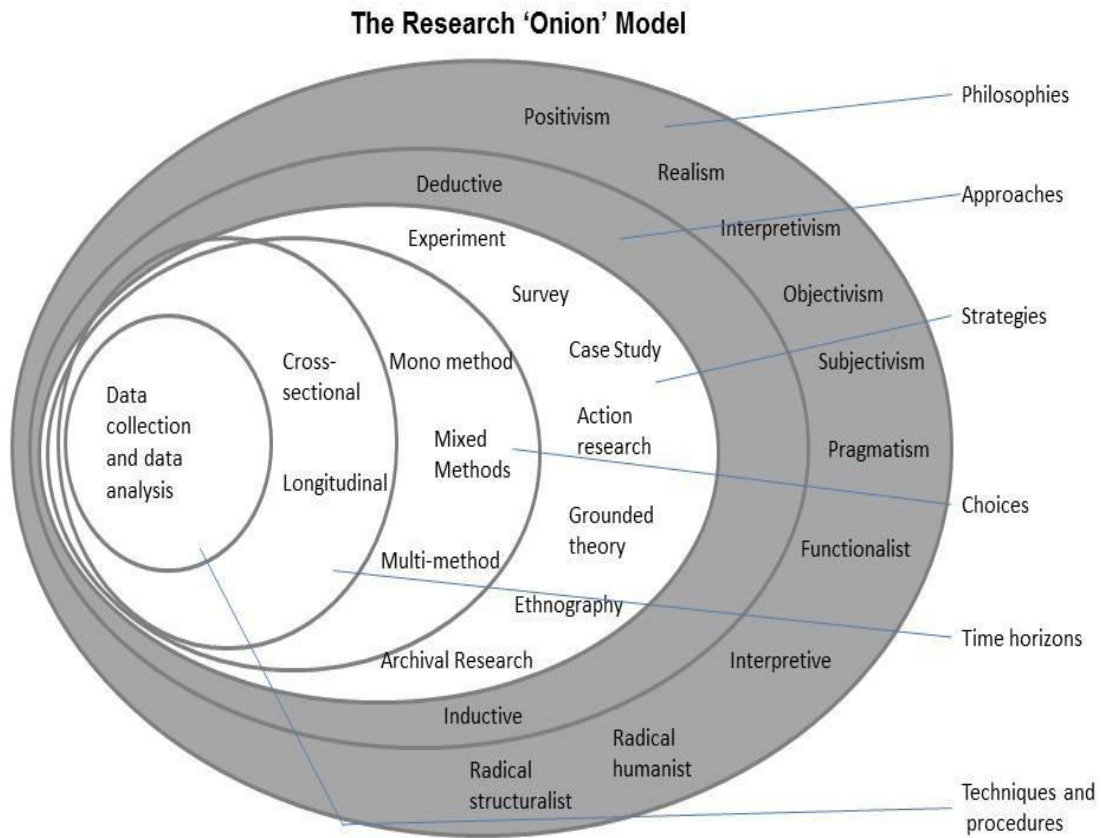 The Research ‘Onion’ Model
Philosophies
Positivism
Realism
Deductive
Approaches
Interpretivism
Experiment
Survey
Objectivism
Strategies
Case Study
Subjectivism
Mono method
Cross-
sectional
Data
collection
and data
analysis
Action
research
Mixed
Methods
Pragmatism
Longitudinal
Choices
Grounded
theory
Functionalist
Multi-method
Ethnography
Time horizons
Archival Research
Interpretive
Inductive
Radical
humanist
Radical
structuralist
Techniques and
procedures